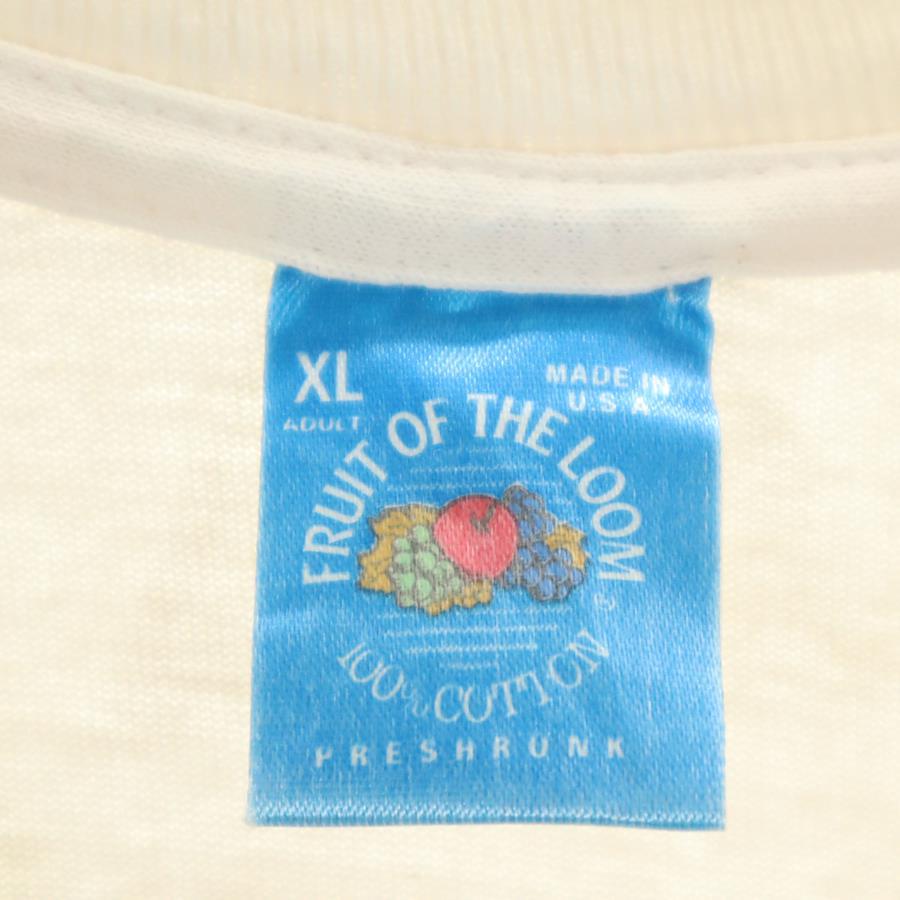 XL
ADULT
MADE IN
U.S.A
FRUIT OF THE LOOM
100% COTTON
PRESHRUNK